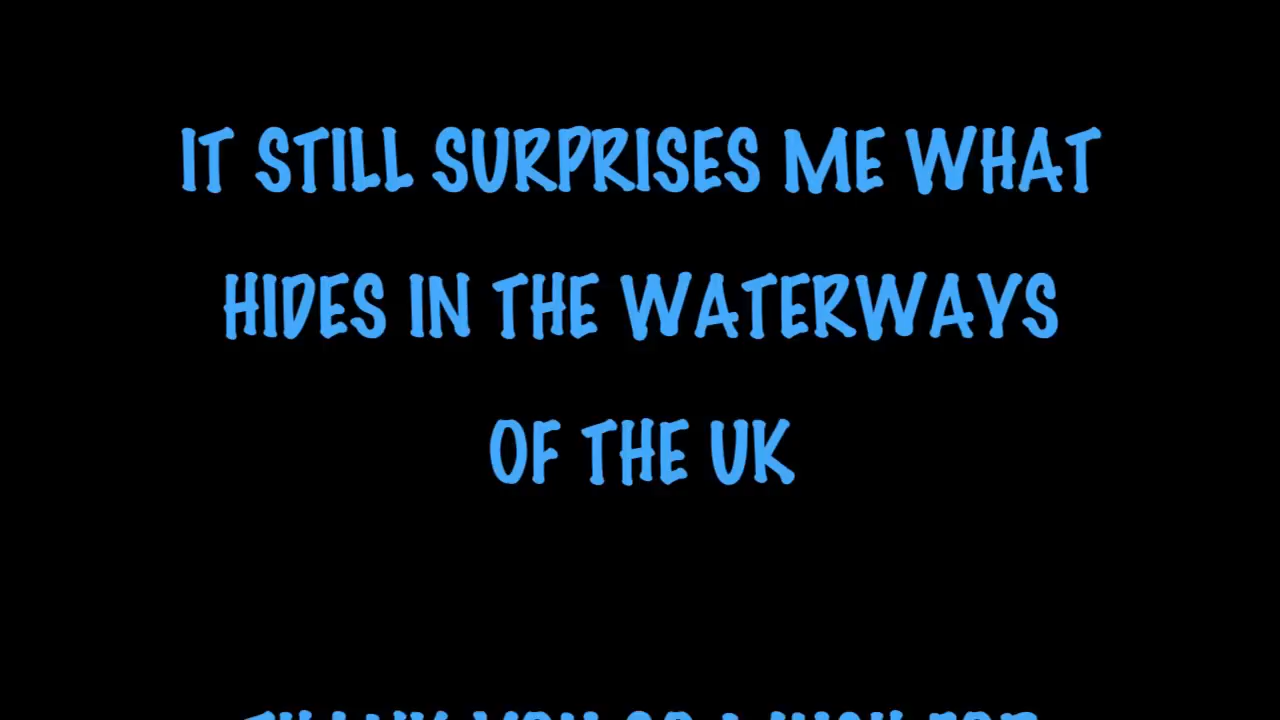 IT STILL SURPRISES ME WHAT
HIDES IN THE WATERWAYS
OF THE UK